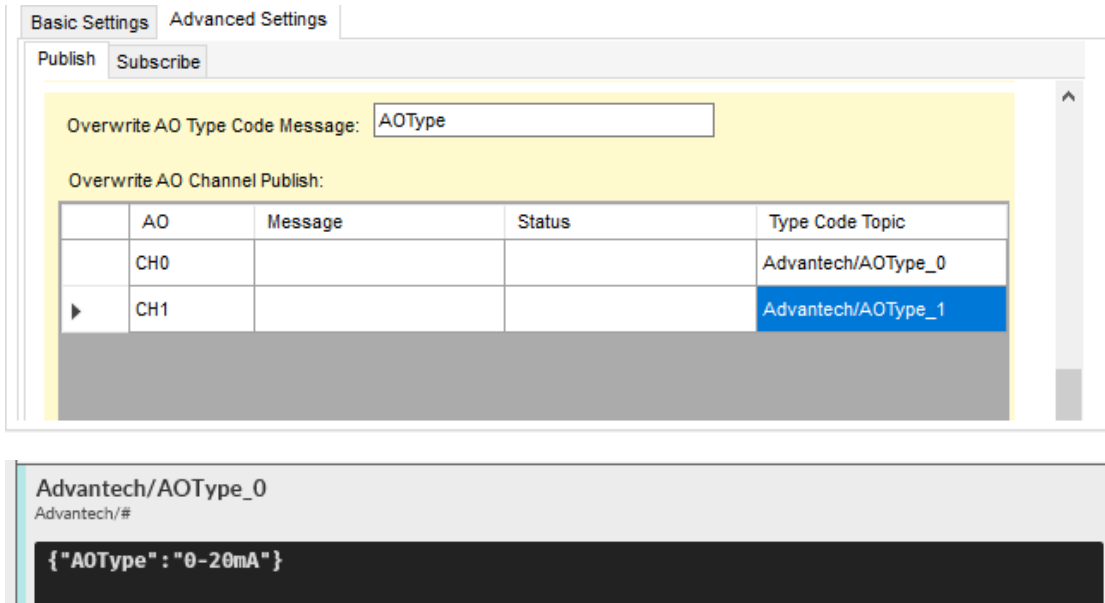 Basic Settings Advanced Settings
Publish Subscribe
Overwrite AO Type Code Message: AOType
Overwrite AO Channel Publish:
AO Message Status Type Code Topic
CH0 Advantech/AOType_0
CH1 Advantech/AOType_1
Advantech/AOType_0
Advantech/#
{"AOType":"0-20mA"}